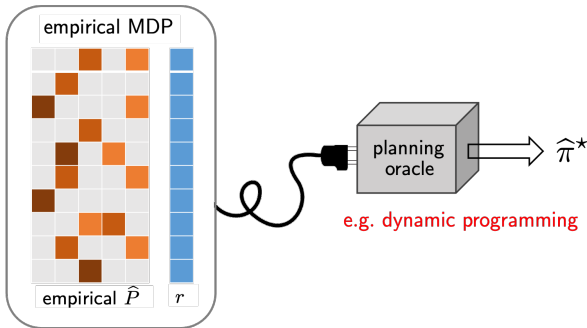 empirical MDP
planning
oracle
π̂⋆
e.g. dynamic programming
empirical P̂
r